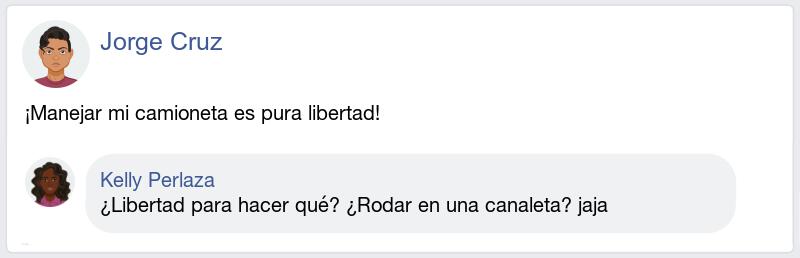 Jorge Cruz
¡Manejar mi camioneta es pura libertad!
Kelly Perlaza
¿Libertad para hacer qué? ¿Rodar en una canaleta? jaja